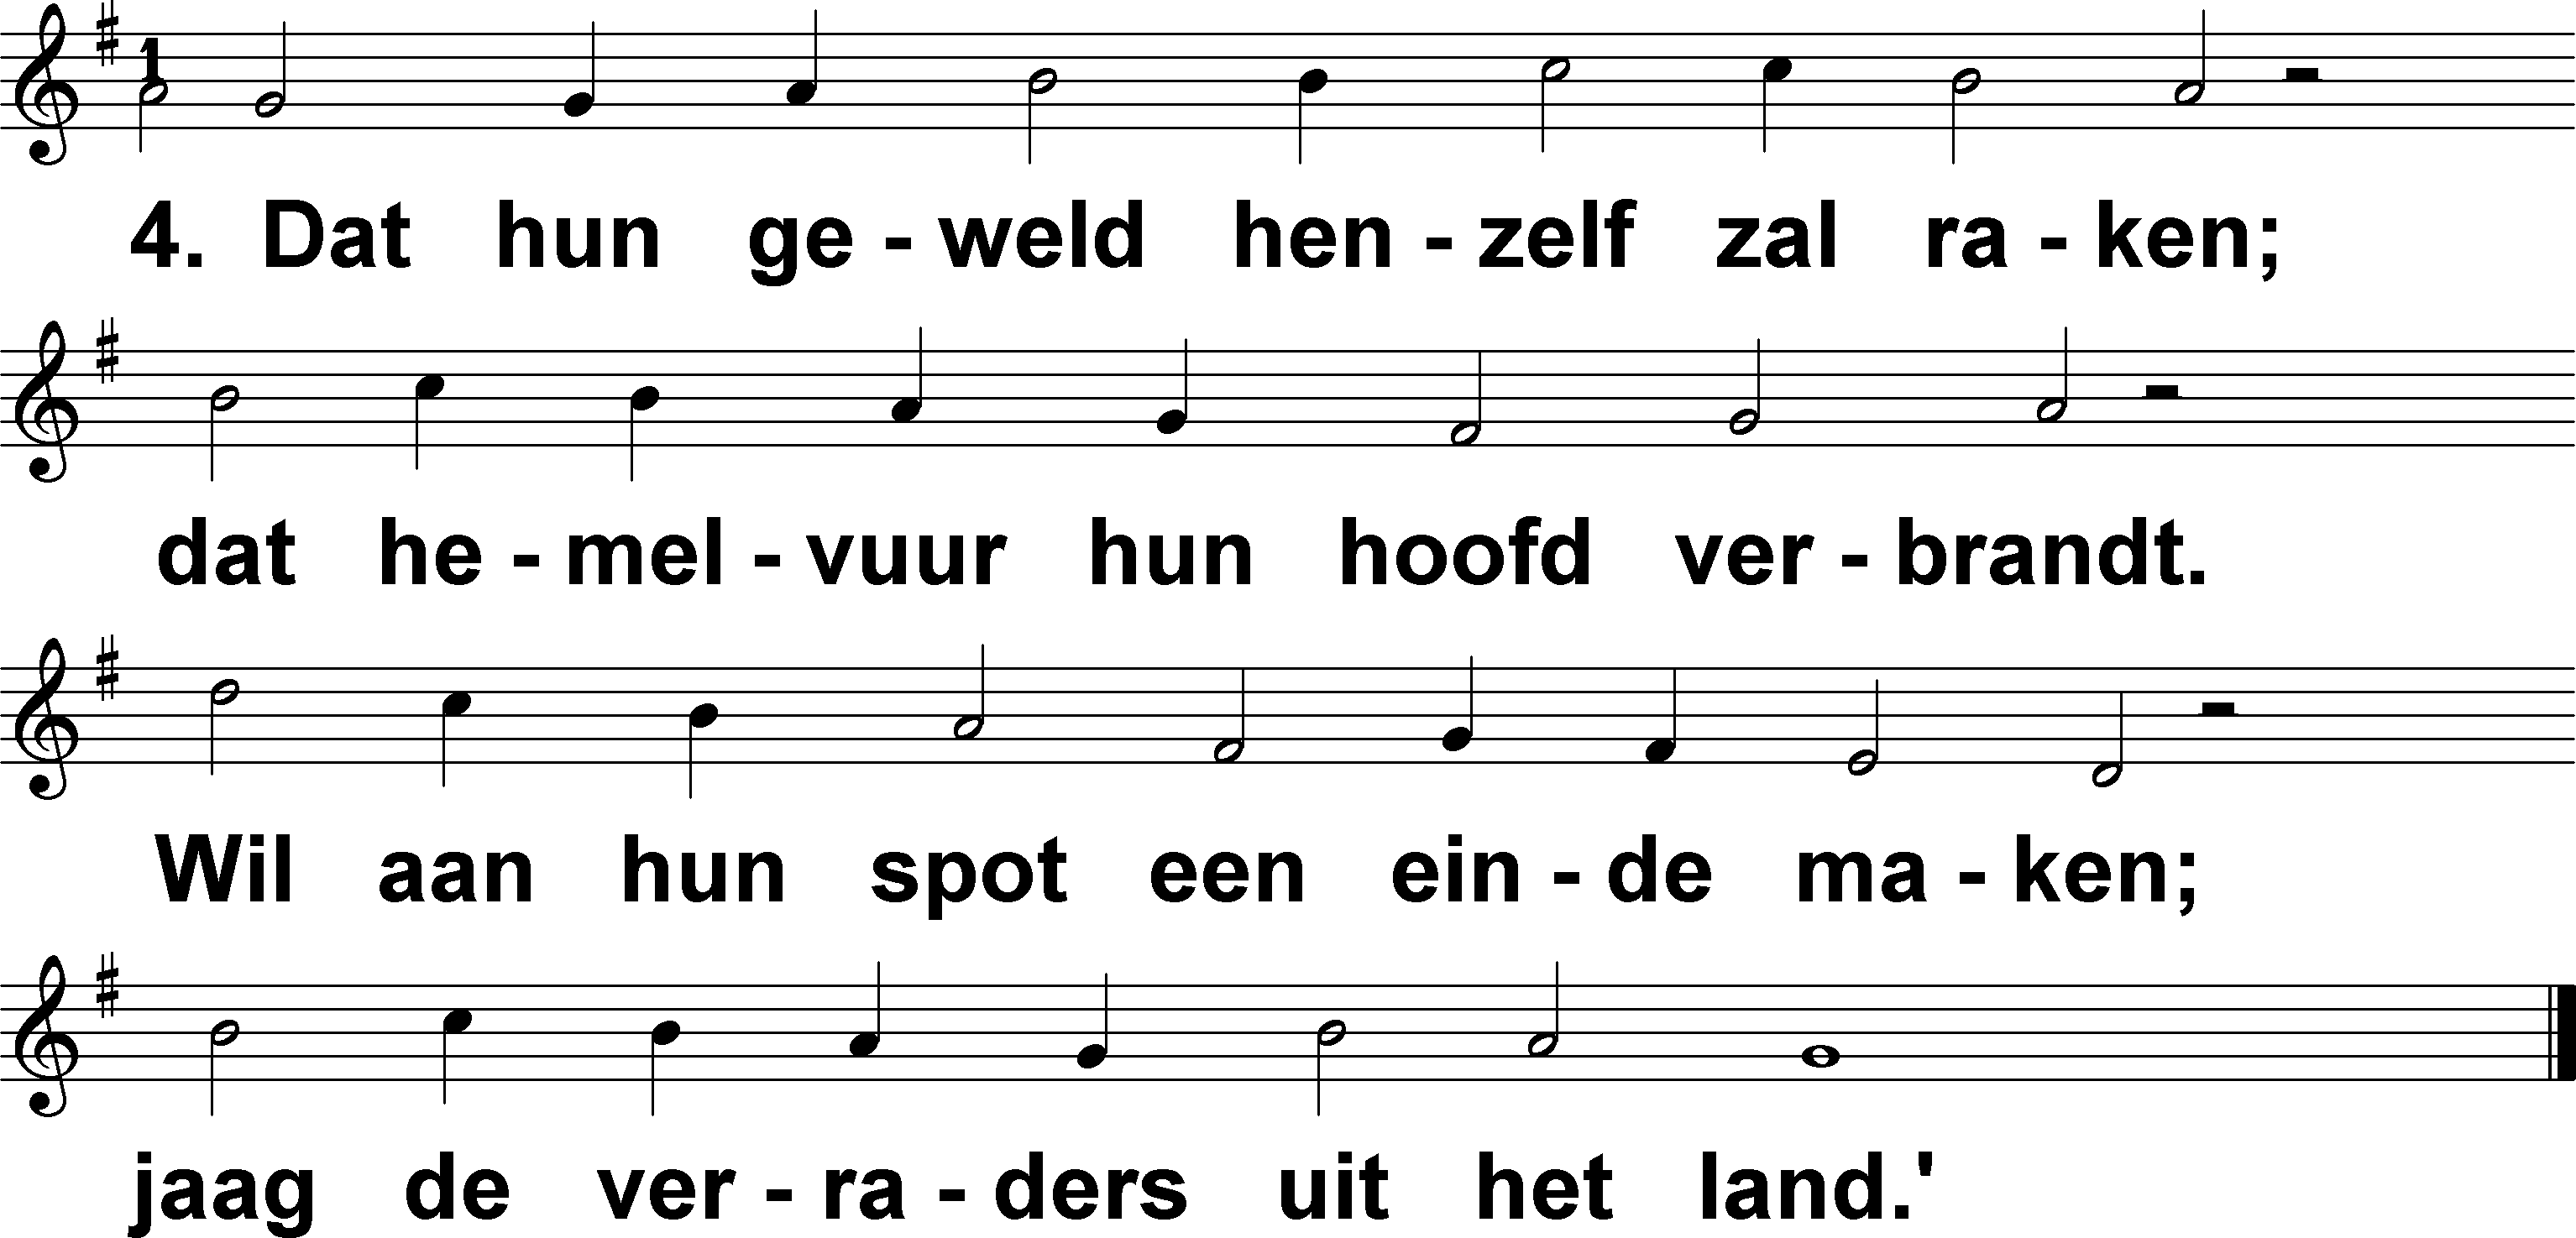 1
4. Dat hun ge - weld hen - zelf zal ra - ken;
dat he - mel - vuur hun hoofd ver - brandt.
Wil aan hun spot een ein - de ma - ken;
jaag de ver - ra - ders uit het land.'